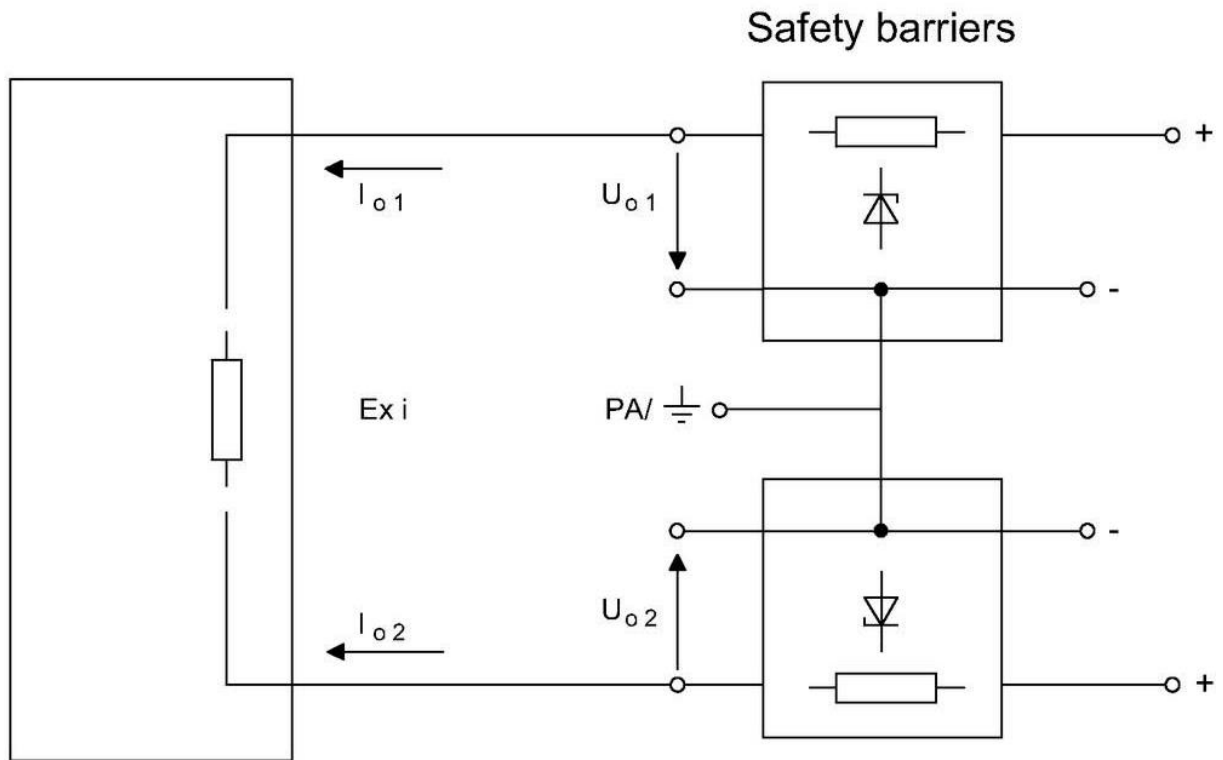 Safety barriers
+
I o 1
U o 1
-
Ex i
PA/
-
U o 2
I o 2
+